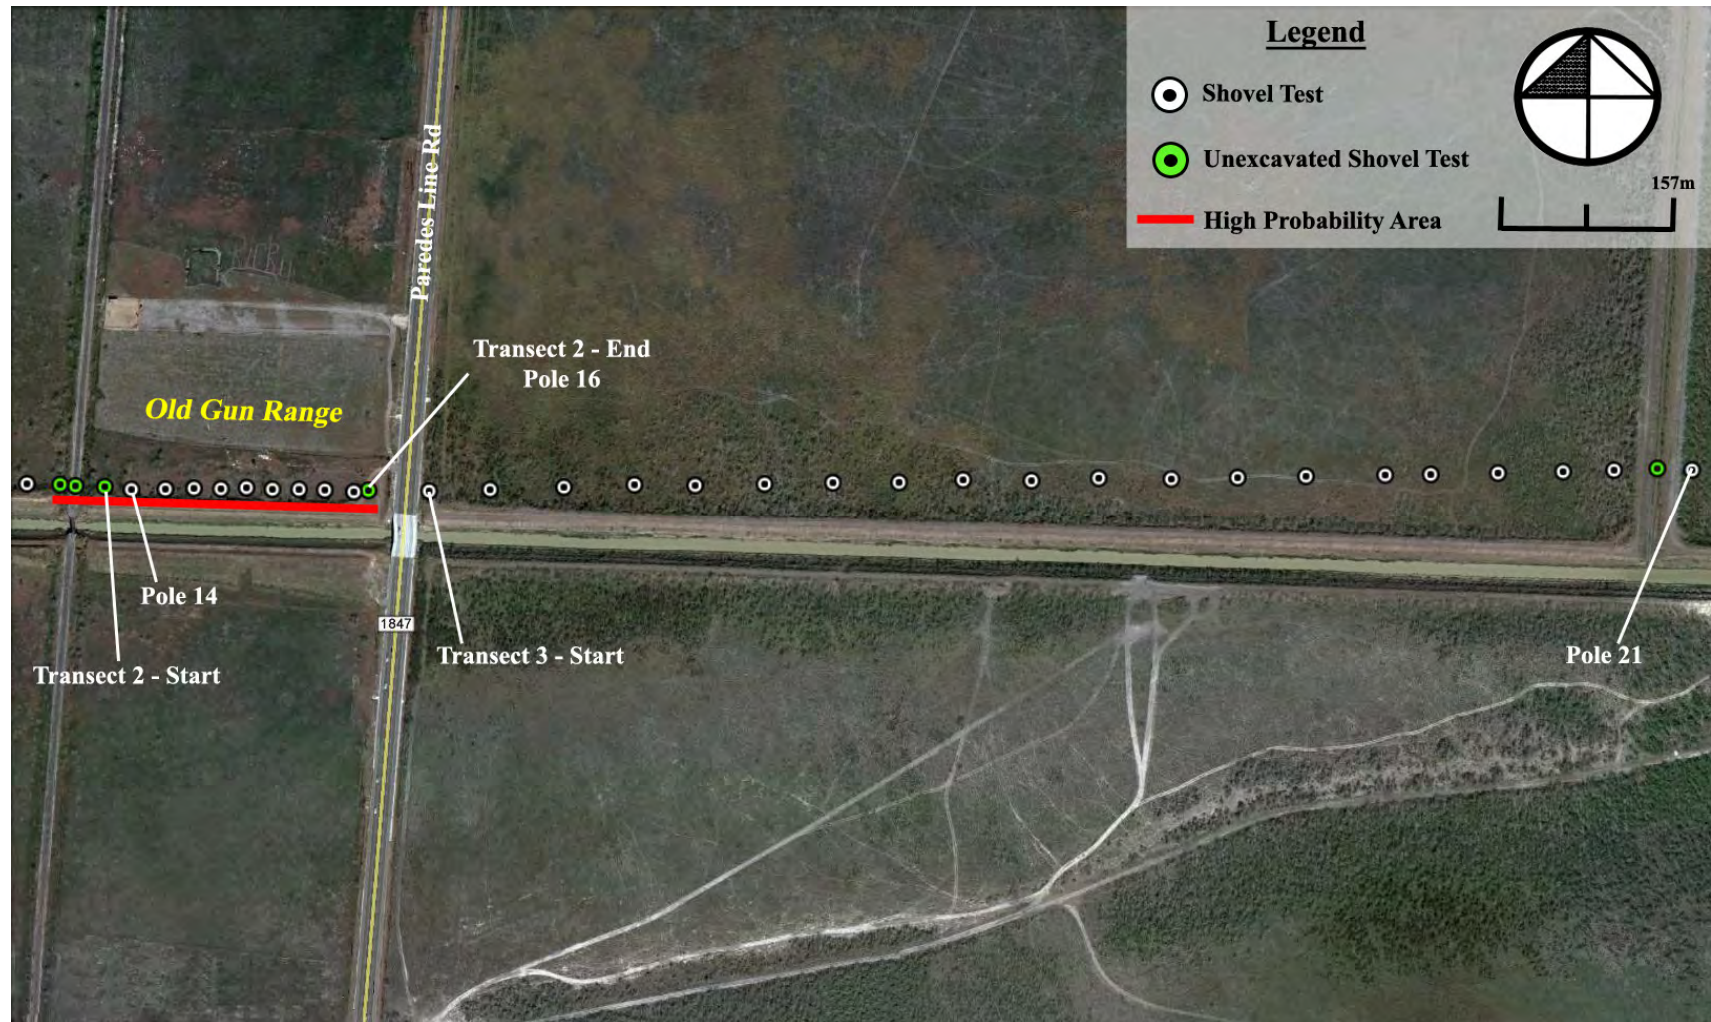 Legend
Shovel Test
Unexcavated Shovel Test
157m
High Probability Area
Paredes Line Rd
Transect 2 - End
Pole 16
Old Gun Range
Pole 14
1847
Transect 3 - Start
Pole 21
Transect 2 - Start